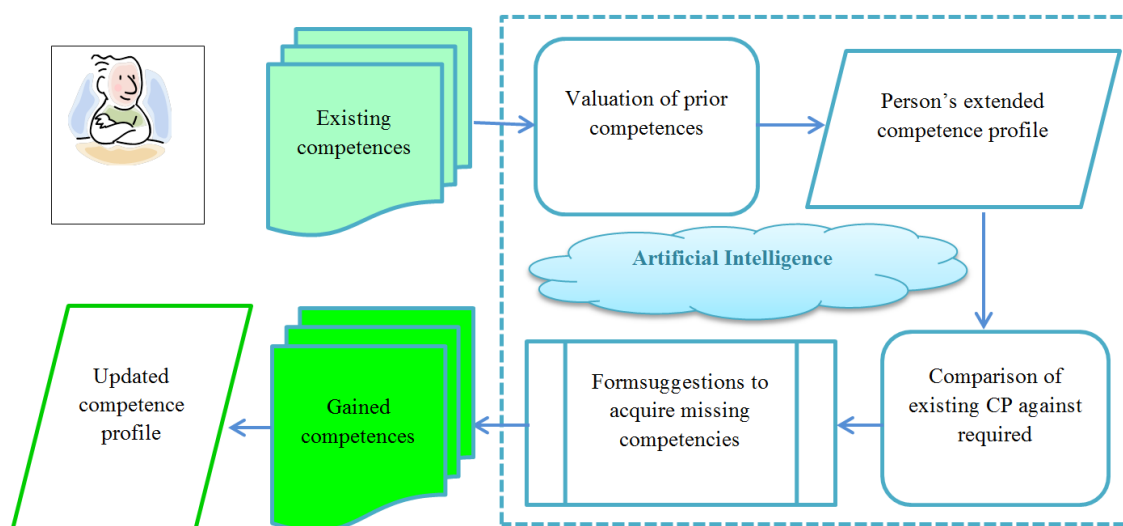 Existing
competences
Valuation of prior
competences
Person’s extended
competence profile
Artificial Intelligence
Updated
competence
profile
Gained
competences
Formsuggestions to
acquire missing
competencies
Comparison of
existing CP against
required